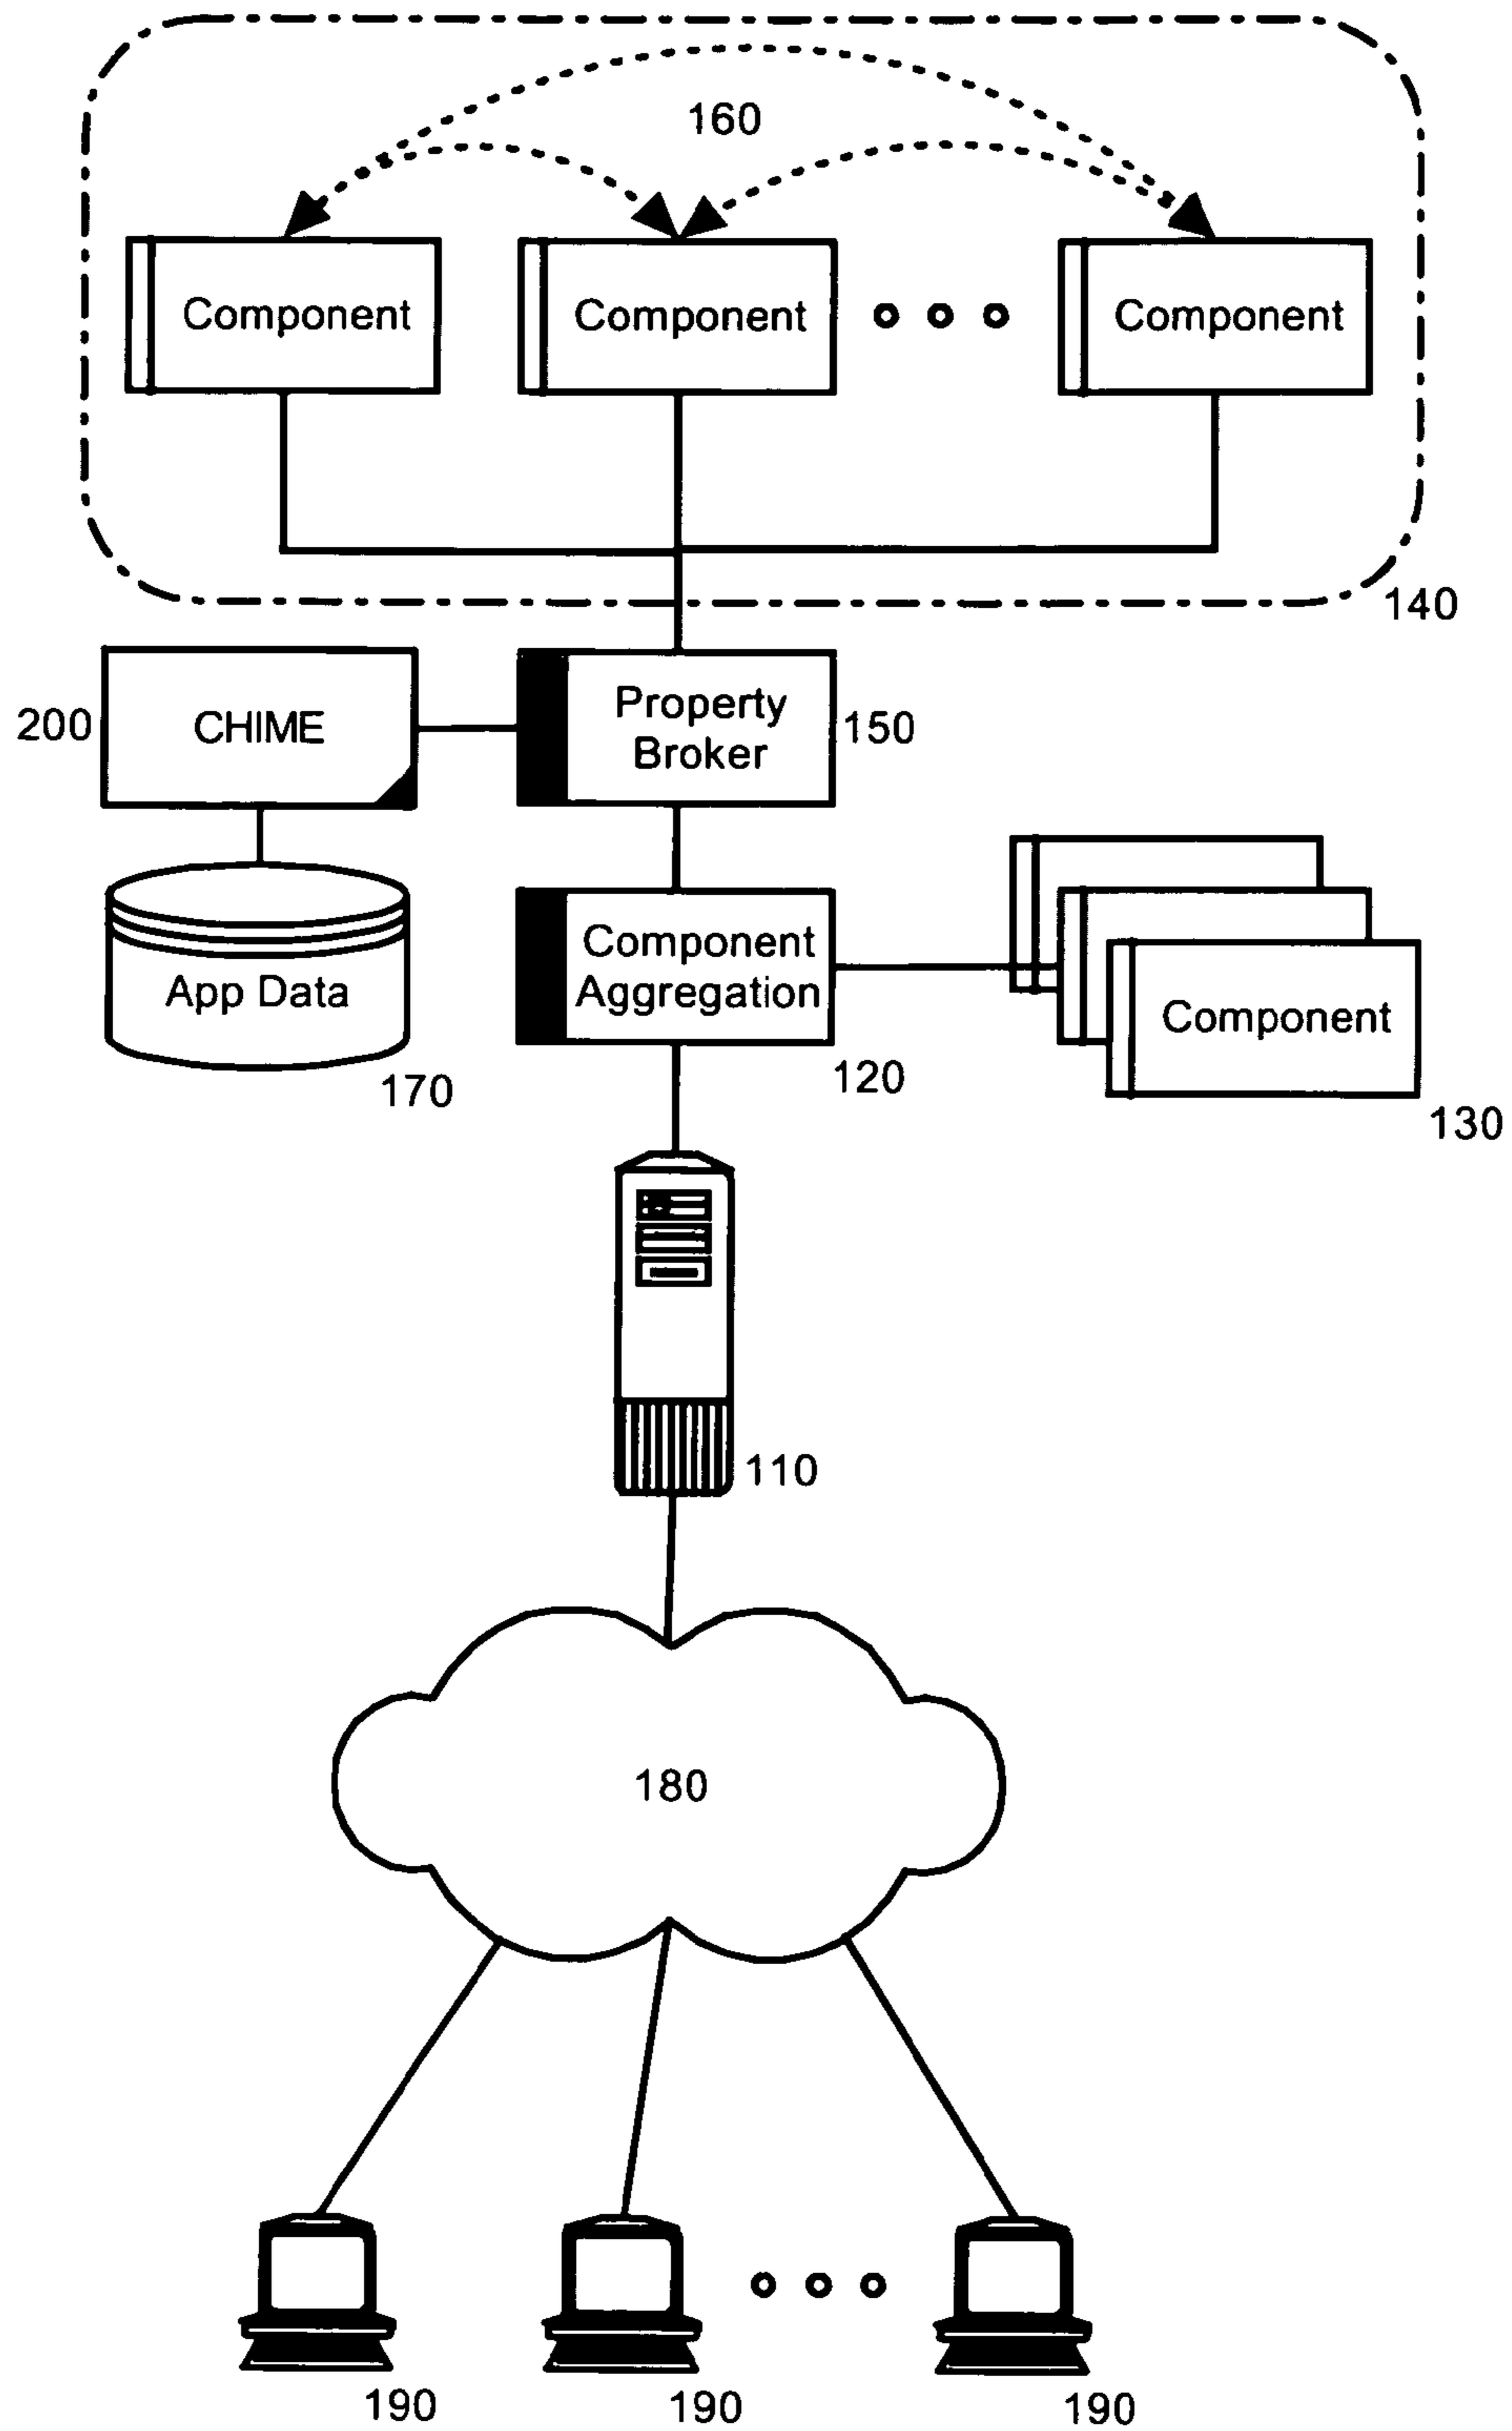 160
Component
Component
Component
140
200
CHIME
Property
Broker
150
Component
Aggregation
App Data
Component
170
120
130
110
180
190
190
190